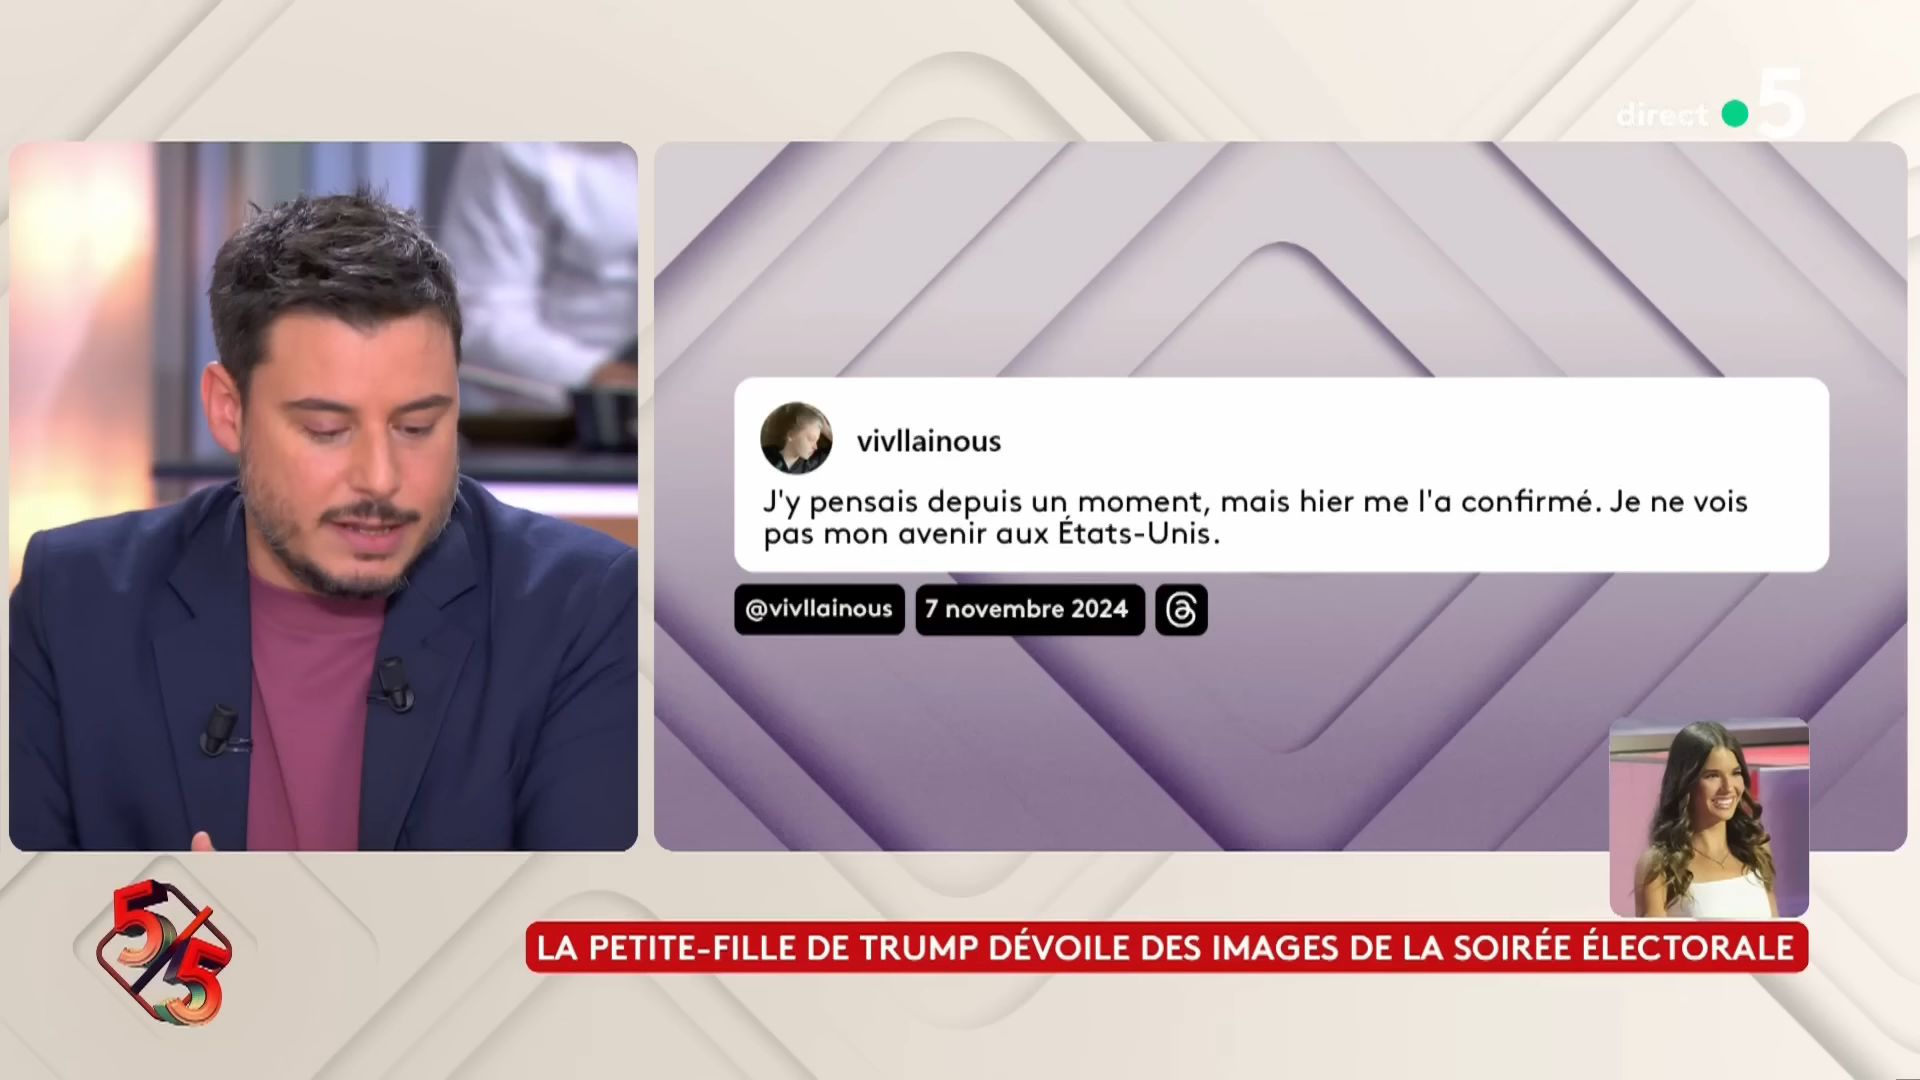 direct 5
vivllainous
J'y pensais depuis un moment, mais hier me l'a confirmé. Je ne vois
pas mon avenir aux États-Unis.
@vivllainous 7 novembre 2024
5/5
LA PETITE-FILLE DE TRUMP DÉVOILE DES IMAGES DE LA SOIRÉE ÉLECTORALE